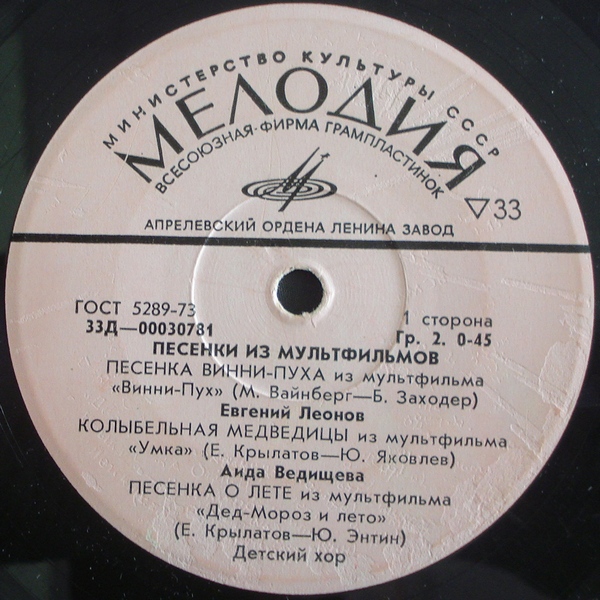 МИНИСТЕРСТВО КУЛЬТУРЫ СССР
МЕЛОДИЯ
ВСЕСОЮЗНАЯ·ФИРМА ГРАМПЛАСТИНОК
▽33
АПРЕЛЕВСКИЙ ОРДЕНА ЛЕНИНА ЗАВОД
ГОСТ 5289-73
1 сторона
33Д—00030781
Гр. 2. 0-45
ПЕСЕНКИ ИЗ МУЛЬТФИЛЬМОВ
ПЕСЕНКА ВИННИ-ПУХА из мультфильма
«Винни-Пух» (М. Вайнберг—Б. Заходер)
Евгений Леонов
КОЛЫБЕЛЬНАЯ МЕДВЕДИЦЫ из мультфильма
«Умка» (Е. Крылатов—Ю. Яковлев)
Аида Ведищева
ПЕСЕНКА О ЛЕТЕ из мультфильма
«Дед-Мороз и лето»
(Е. Крылатов—Ю. Энтин)
Детский хор